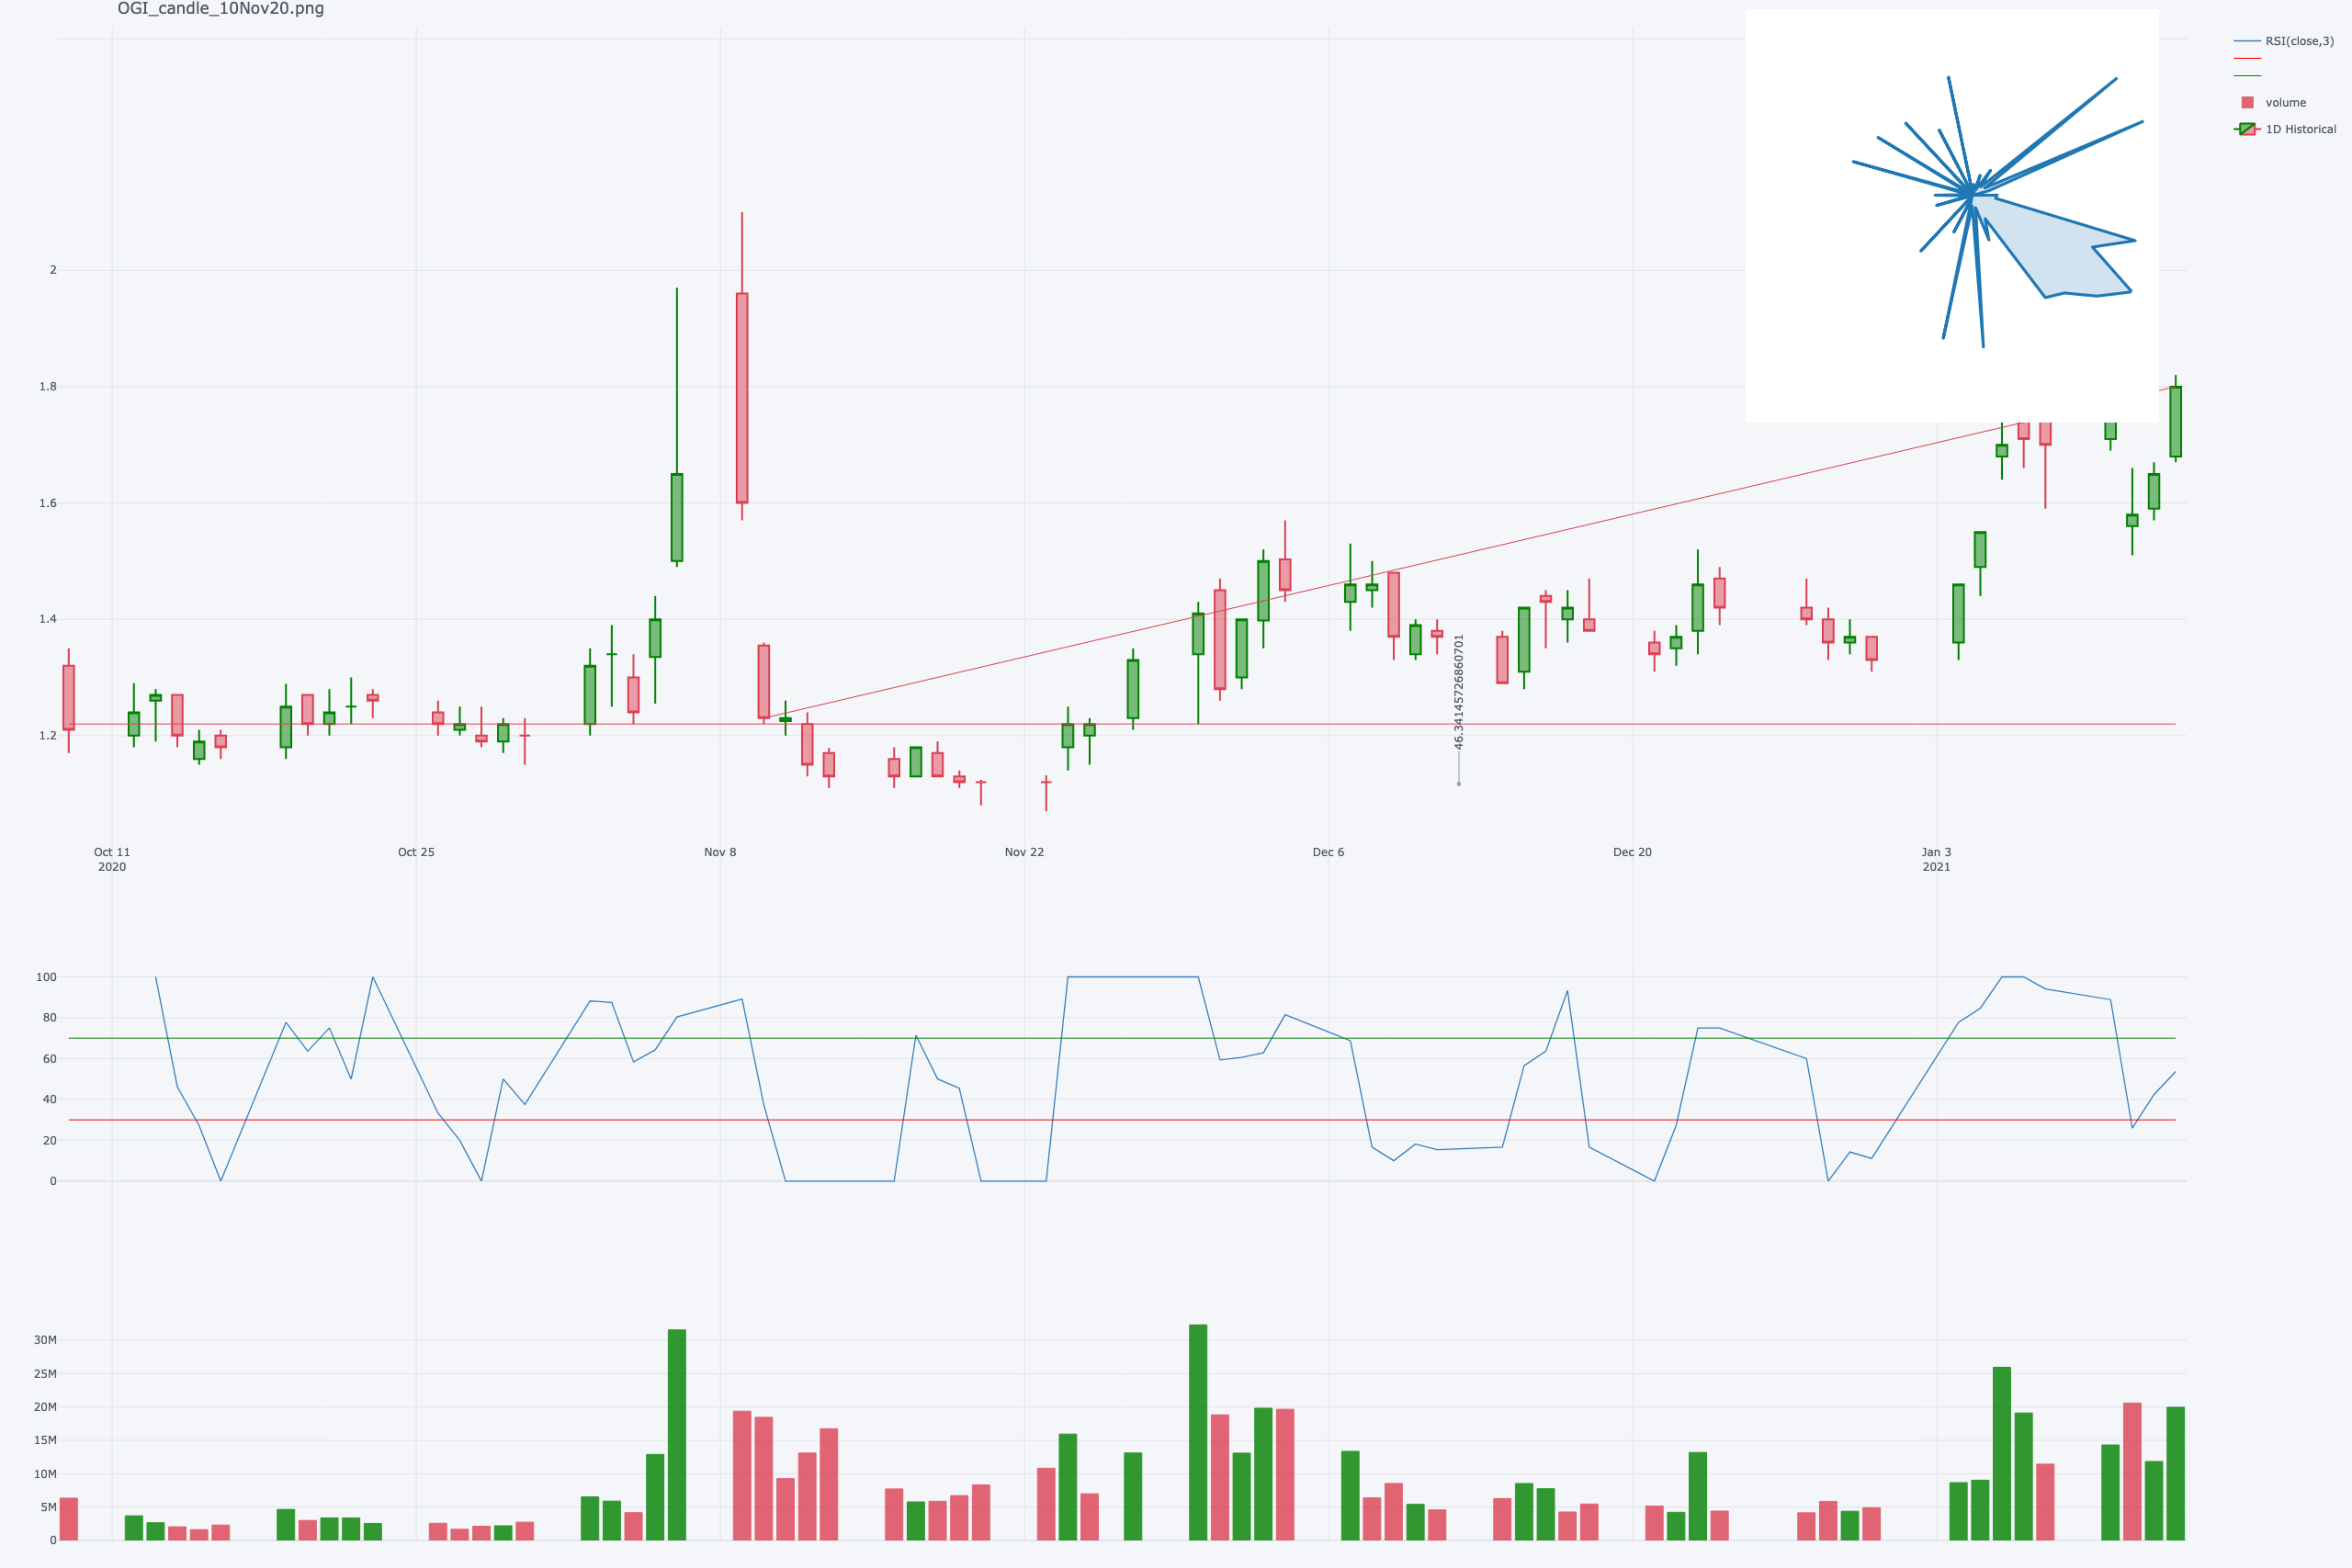 OGI_candle_10Nov20.png
RSI(close,3)
volume
1D Historical
2
1.8
1.6
1.4
1.2
46.34145726860701
Oct 11
2020
Oct 25
Nov 8
Nov 22
Dec 6
Dec 20
Jan 3
2021
100
80
60
40
20
0
30M
25M
20M
15M
10M
5M
0